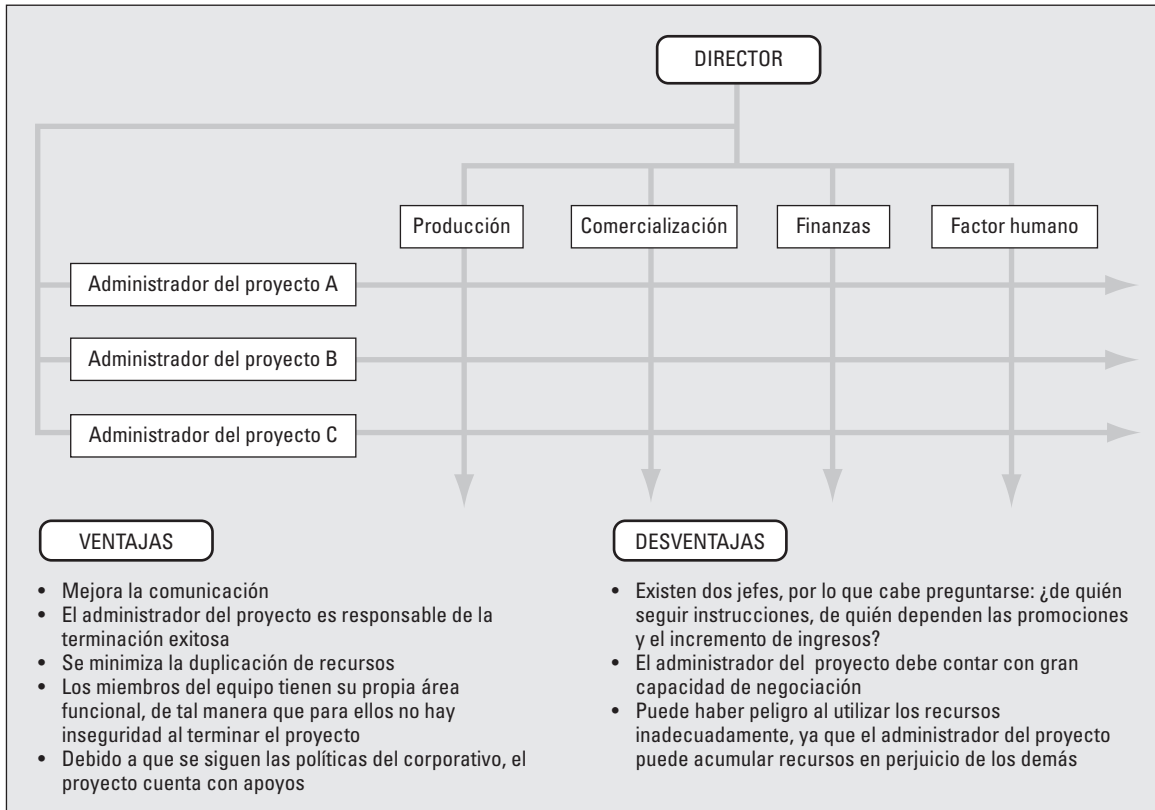 DIRECTOR
Producción
Comercialización
Finanzas
Factor humano
Administrador del proyecto A
Administrador del proyecto B
Administrador del proyecto C
VENTAJAS
• Mejora la comunicación
• El administrador del proyecto es responsable de la
terminación exitosa
• Se minimiza la duplicación de recursos
• Los miembros del equipo tienen su propia área
funcional, de tal manera que para ellos no hay
inseguridad al terminar el proyecto
• Debido a que se siguen las políticas del corporativo, el
proyecto cuenta con apoyos
DESVENTAJAS
• Existen dos jefes, por lo que cabe preguntarse: ¿de quién
seguir instrucciones, de quién dependen las promociones
y el incremento de ingresos?
• El administrador del proyecto debe contar con gran
capacidad de negociación
• Puede haber peligro al utilizar los recursos
inadecuadamente, ya que el administrador del proyecto
puede acumular recursos en perjuicio de los demás